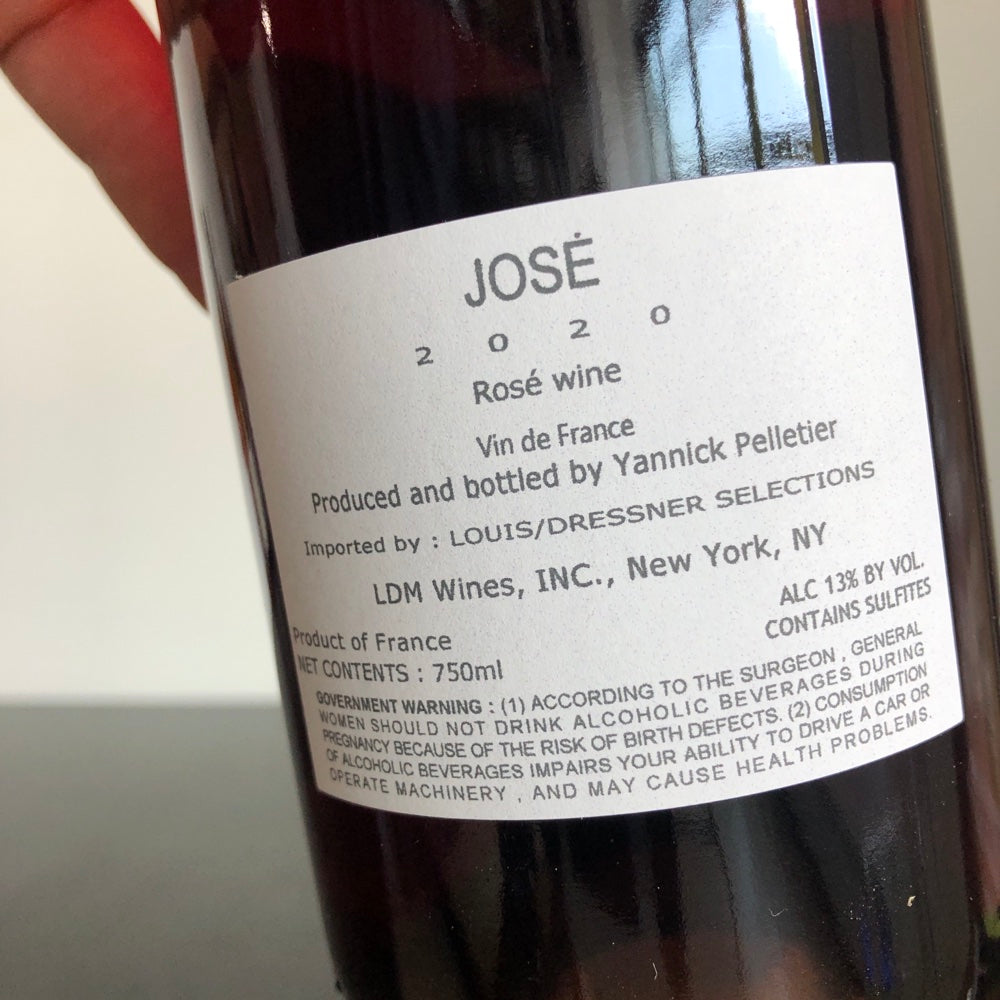 JOSÉ
2 0 2 0
Rosé wine
Vin de France
Produced and bottled by Yannick Pelletier
Imported by : LOUIS/DRESSNER SELECTIONS
LDM Wines, INC., New York, NY
ALC 13% BY VOL.
CONTAINS SULFITES
Product of France
NET CONTENTS : 750ml
GOVERNMENT WARNING : (1) ACCORDING TO THE SURGEON , GENERAL
WOMEN SHOULD NOT DRINK ALCOHOLIC BEVERAGES DURING
PREGNANCY BECAUSE OF THE RISK OF BIRTH DEFECTS. (2) CONSUMPTION
OF ALCOHOLIC BEVERAGES IMPAIRS YOUR ABILITY TO DRIVE A CAR OR
OPERATE MACHINERY , AND MAY CAUSE HEALTH PROBLEMS.